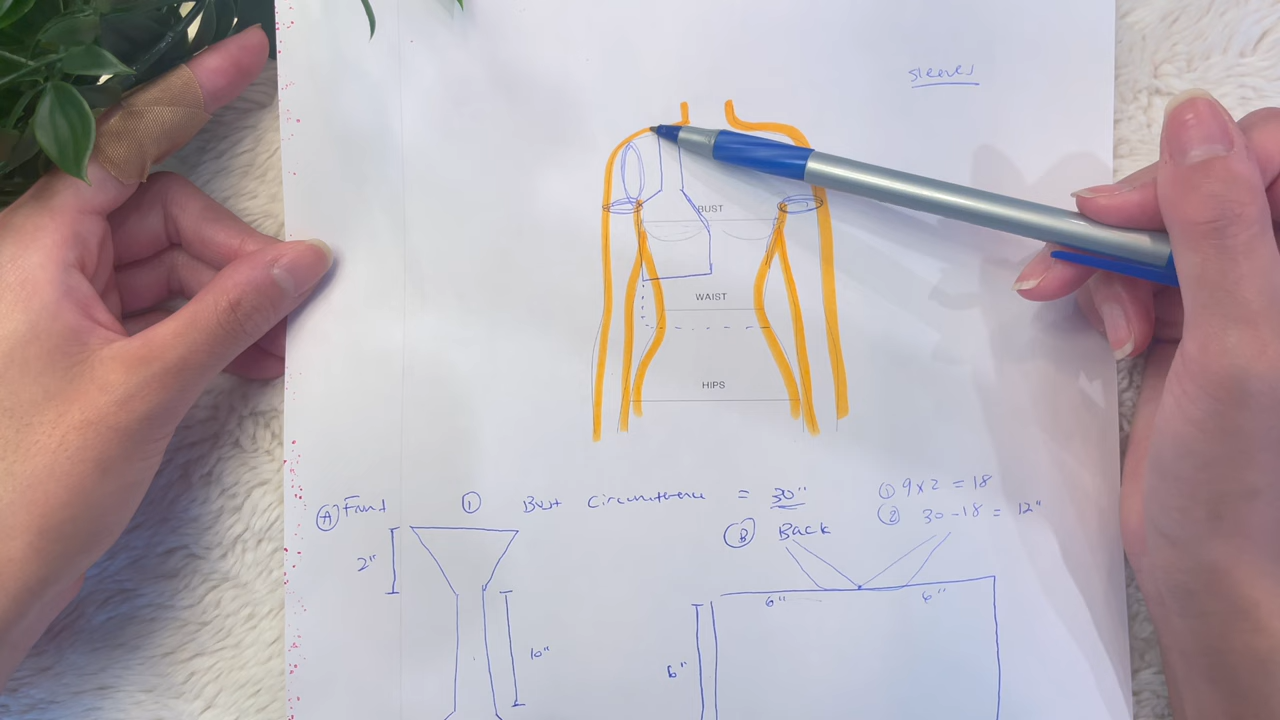 sleeves
BUST
WAIST
HIPS
① 9 x 2 = 18
Ⓐ Front ① Bust Circumference = 30"
② 30 - 18 = 12"
Ⓑ Back
2"
6" 6"
10"
6"